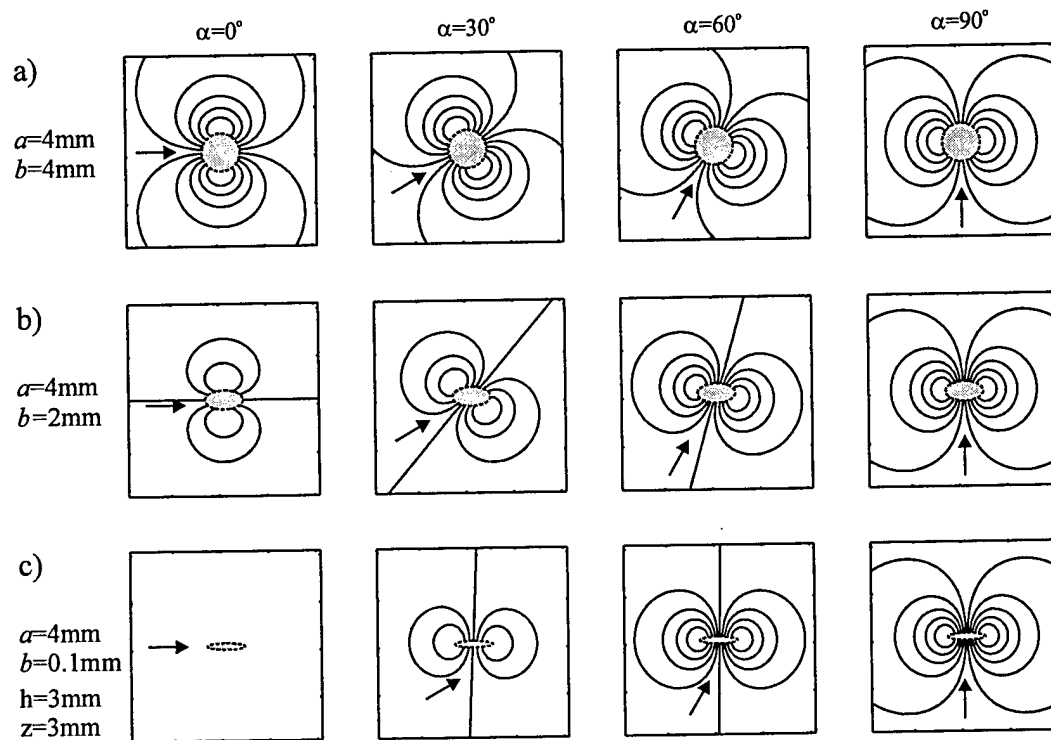 α=0° α=30° α=60° α=90°
a)
a=4mm
b=4mm
b)
a=4mm
b=2mm
c)
a=4mm
b=0.1mm
h=3mm
z=3mm